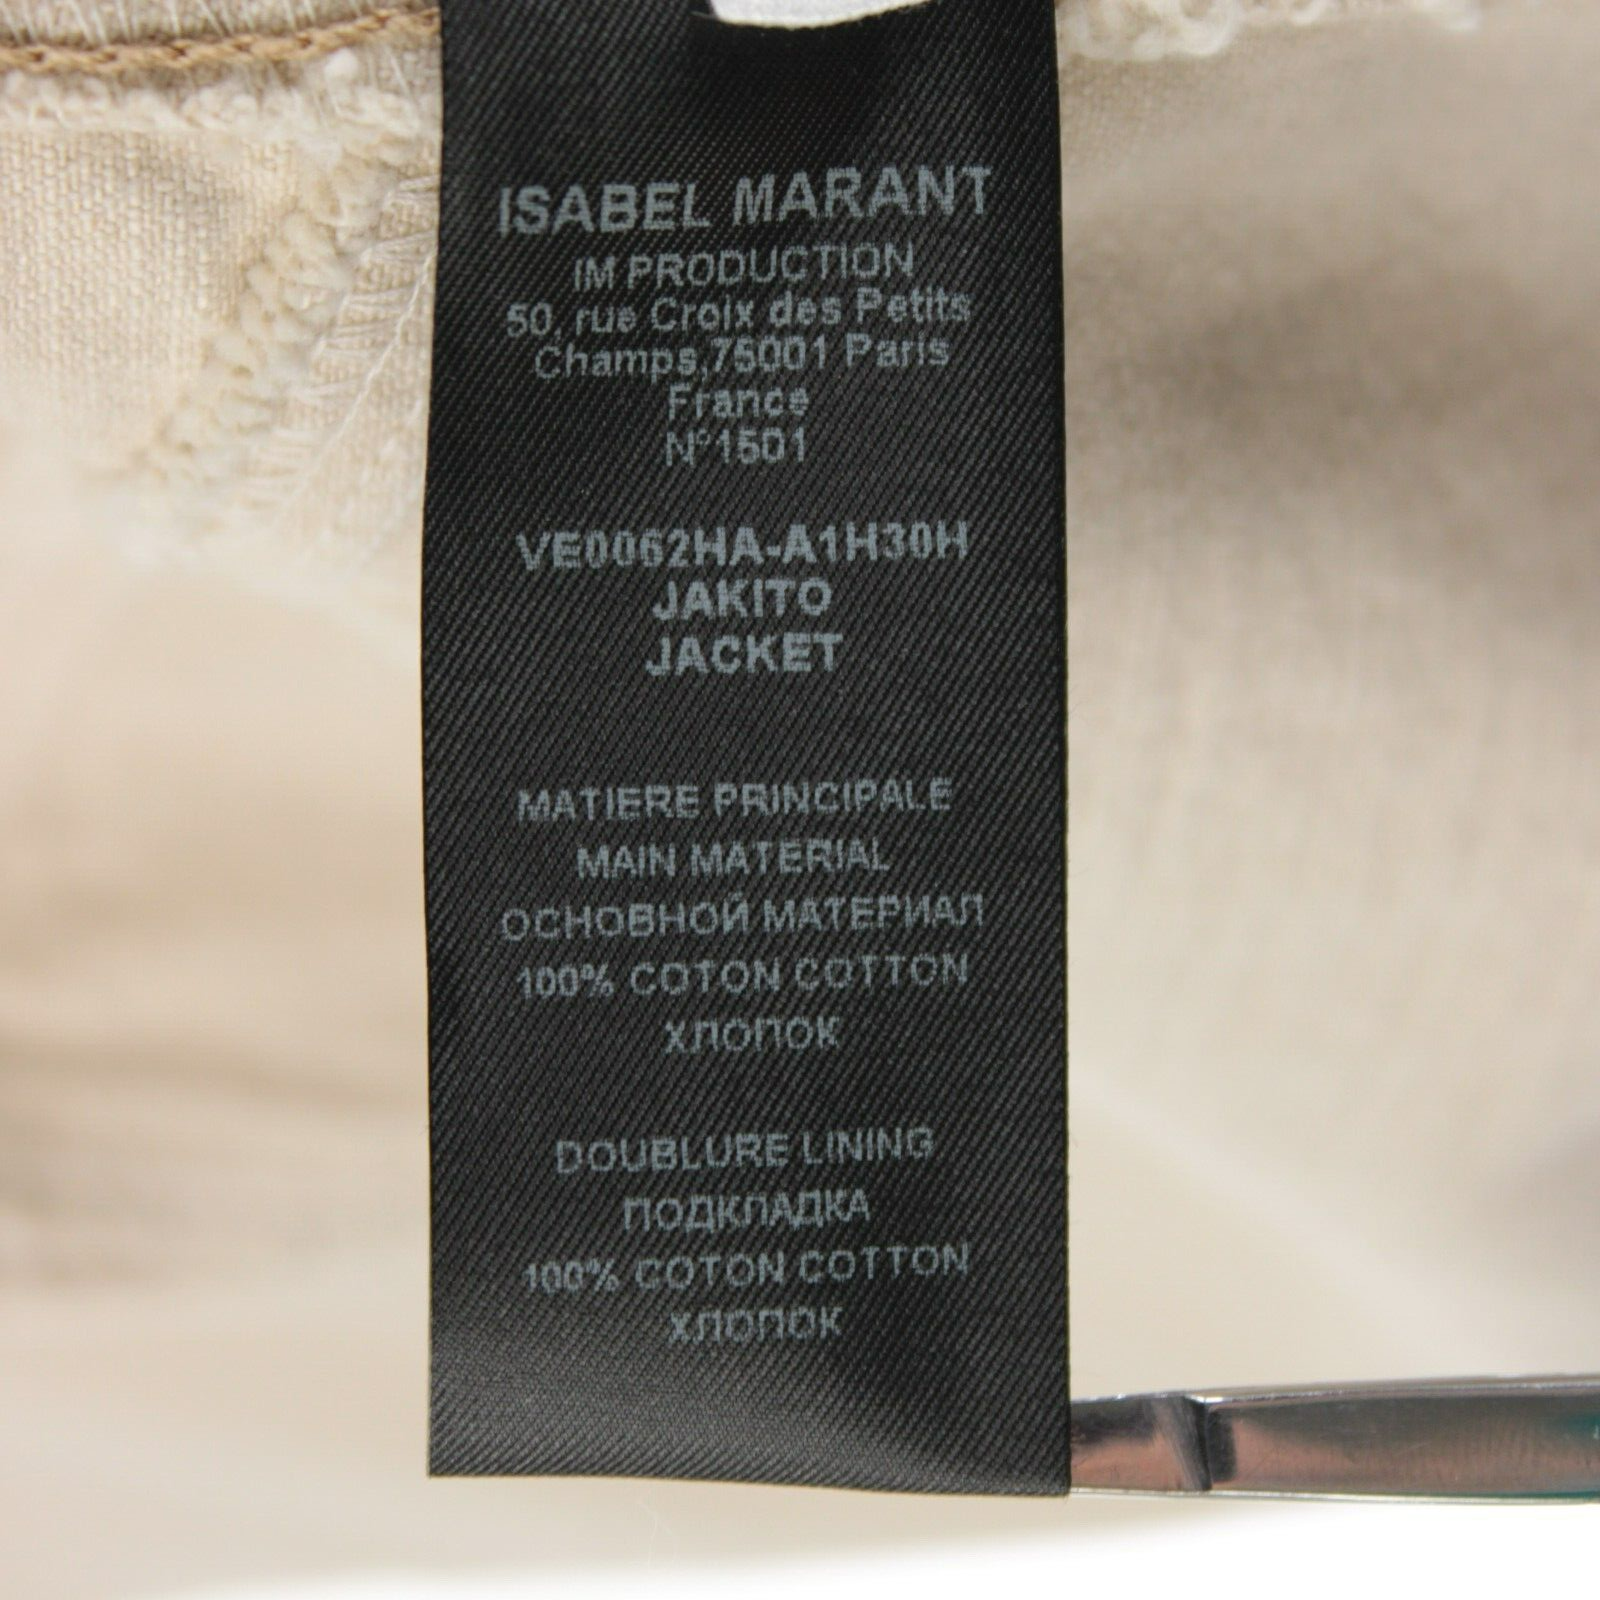 ISABEL MARANT
IM PRODUCTION
50, rue Croix des Petits
Champs,75001 Paris
France
N°1501
VE0062HA-A1H30H
JAKITO
JACKET
MATIERE PRINCIPALE
MAIN MATERIAL
ОСНОВНОЙ МАТЕРИАЛ
100% COTON COTTON
ХЛОПОК
DOUBLURE LINING
ПОДКЛАДКА
100% COTON COTTON
ХЛОПОК